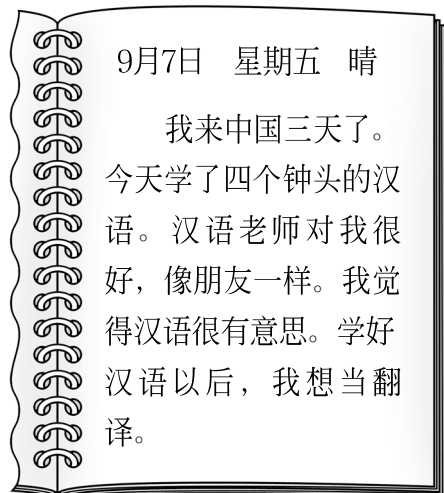 9月7日 星期五 晴
我来中国三天了。
今天学了四个钟头的汉
语。汉语老师对我很
好，像朋友一样。我觉
得汉语很有意思。学好
汉语以后，我想当翻
译。